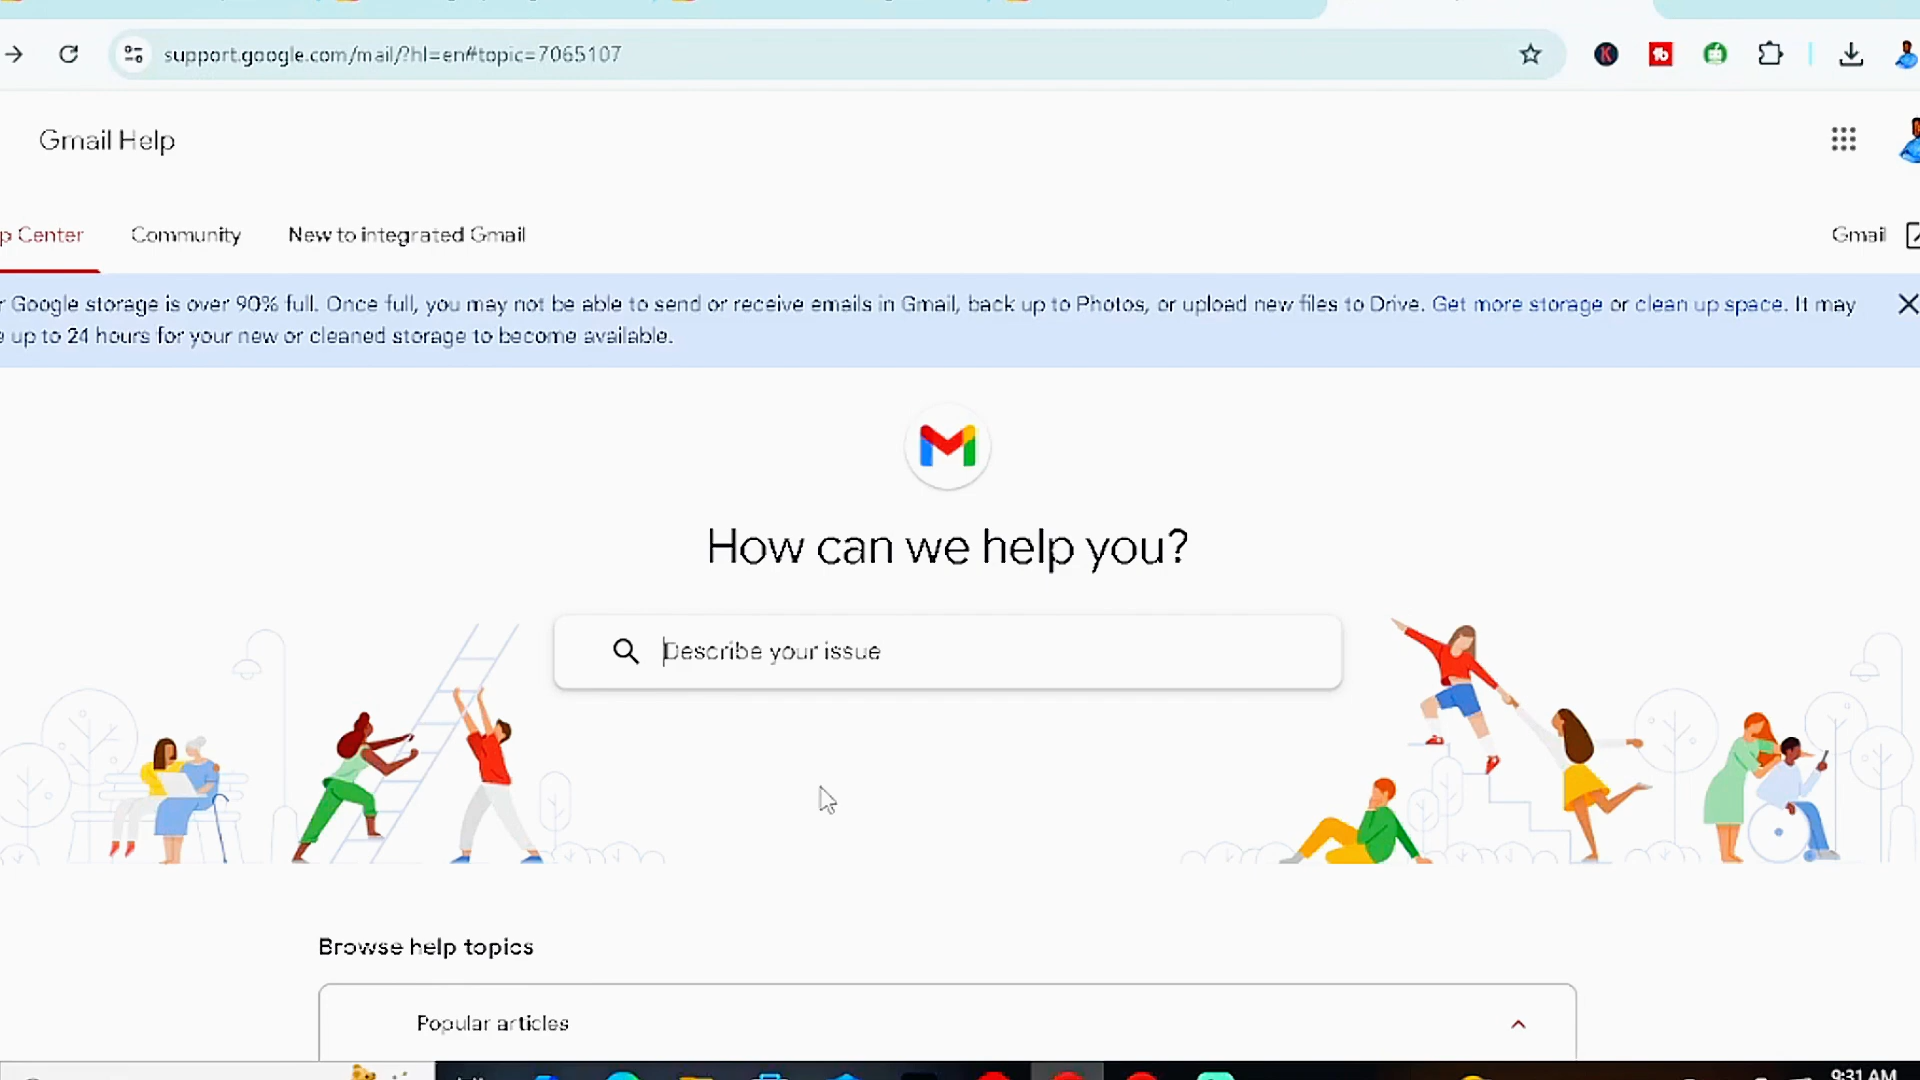 support.google.com/mail/?hl=en#topic=7065107
Gmail Help
p Center
Community
New to integrated Gmail
Gmail
r Google storage is over 90% full. Once full, you may not be able to send or receive emails in Gmail, back up to Photos, or upload new files to Drive. Get more storage or clean up space. It may
e up to 24 hours for your new or cleaned storage to become available.
How can we help you?
Describe your issue
Browse help topics
Popular articles
9:31 AM